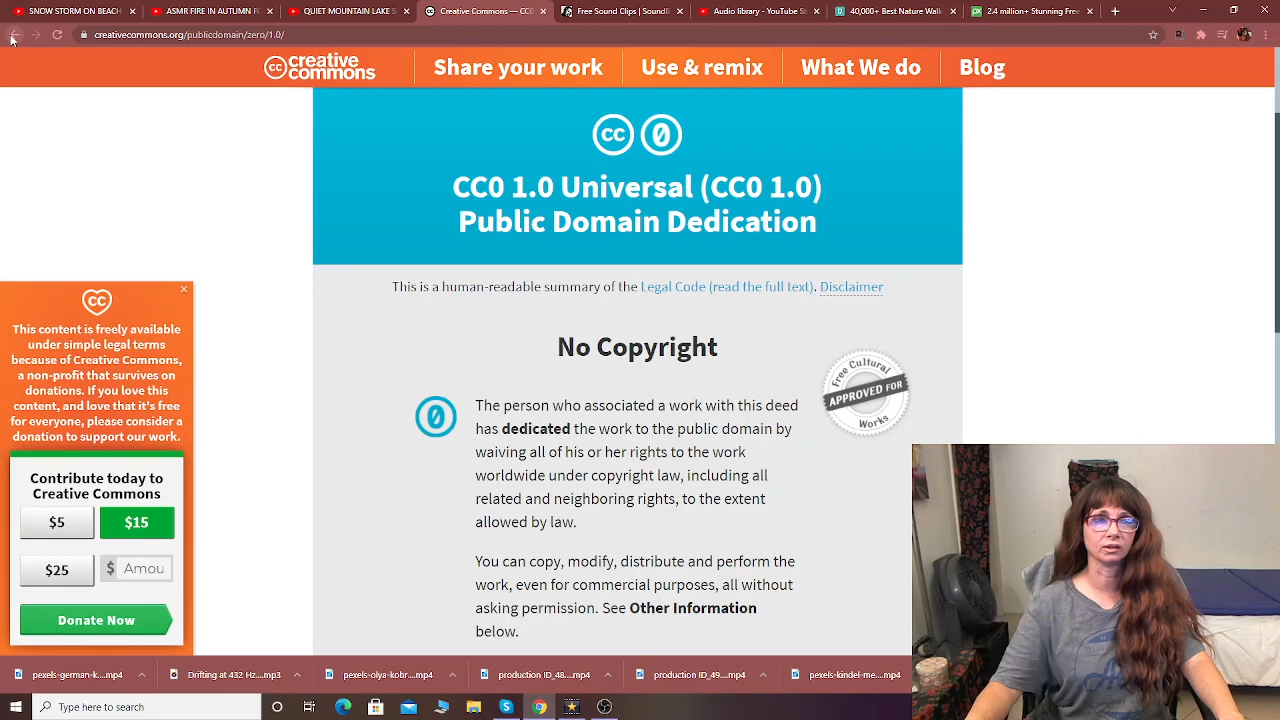 SNOW STORM ON BEACH
ASMR FIRE IN AUTUMN FO
QUIET MOUNTAIN LAKE S
Creative Commons — CC0
Free Sound Clips | SoundB
Audio library - YouTube St
40,000+ Best Nature Walk
2.4 million+ Stunning Free
creativecommons.org/publicdomain/zero/1.0/
cc creative commons
Share your work
Use & remix
What We do
Blog
cc 0
CC0 1.0 Universal (CC0 1.0)
Public Domain Dedication
This is a human-readable summary of the Legal Code (read the full text). Disclaimer
No Copyright
Free Cultural
APPROVED FOR
Works
0
The person who associated a work with this deed
has dedicated the work to the public domain by
waiving all of his or her rights to the work
worldwide under copyright law, including all
related and neighboring rights, to the extent
allowed by law.
You can copy, modify, distribute and perform the
work, even for commercial purposes, all without
asking permission. See Other Information
below.
cc
This content is freely available
under simple legal terms
because of Creative Commons,
a non-profit that survives on
donations. If you love this
content, and love that it's free
for everyone, please consider a
donation to support our work.
Contribute today to
Creative Commons
$5
$15
$25
$ Amou
Donate Now
pexels-german-k....mp4
Drifting at 432 Hz....mp3
pexels-olya-kobr....mp4
production ID_48....mp4
production ID_49....mp4
pexels-kindel-me....mp4
Type here to search